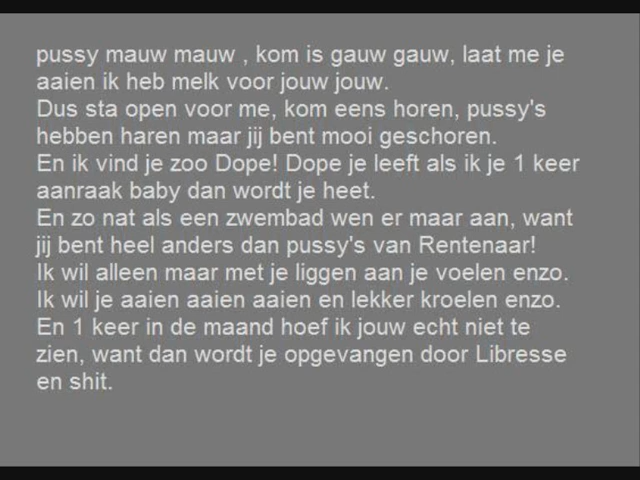 pussy mauw mauw , kom is gauw gauw, laat me je
aaien ik heb melk voor jouw jouw.
Dus sta open voor me, kom eens horen, pussy's
hebben haren maar jij bent mooi geschoren.
En ik vind je zoo Dope! Dope je leeft als ik je 1 keer
aanraak baby dan wordt je heet.
En zo nat als een zwembad wen er maar aan, want
jij bent heel anders dan pussy's van Rentenaar!
Ik wil alleen maar met je liggen aan je voelen enzo.
Ik wil je aaien aaien aaien en lekker kroelen enzo.
En 1 keer in de maand hoef ik jouw echt niet te
zien, want dan wordt je opgevangen door Libresse
en shit.